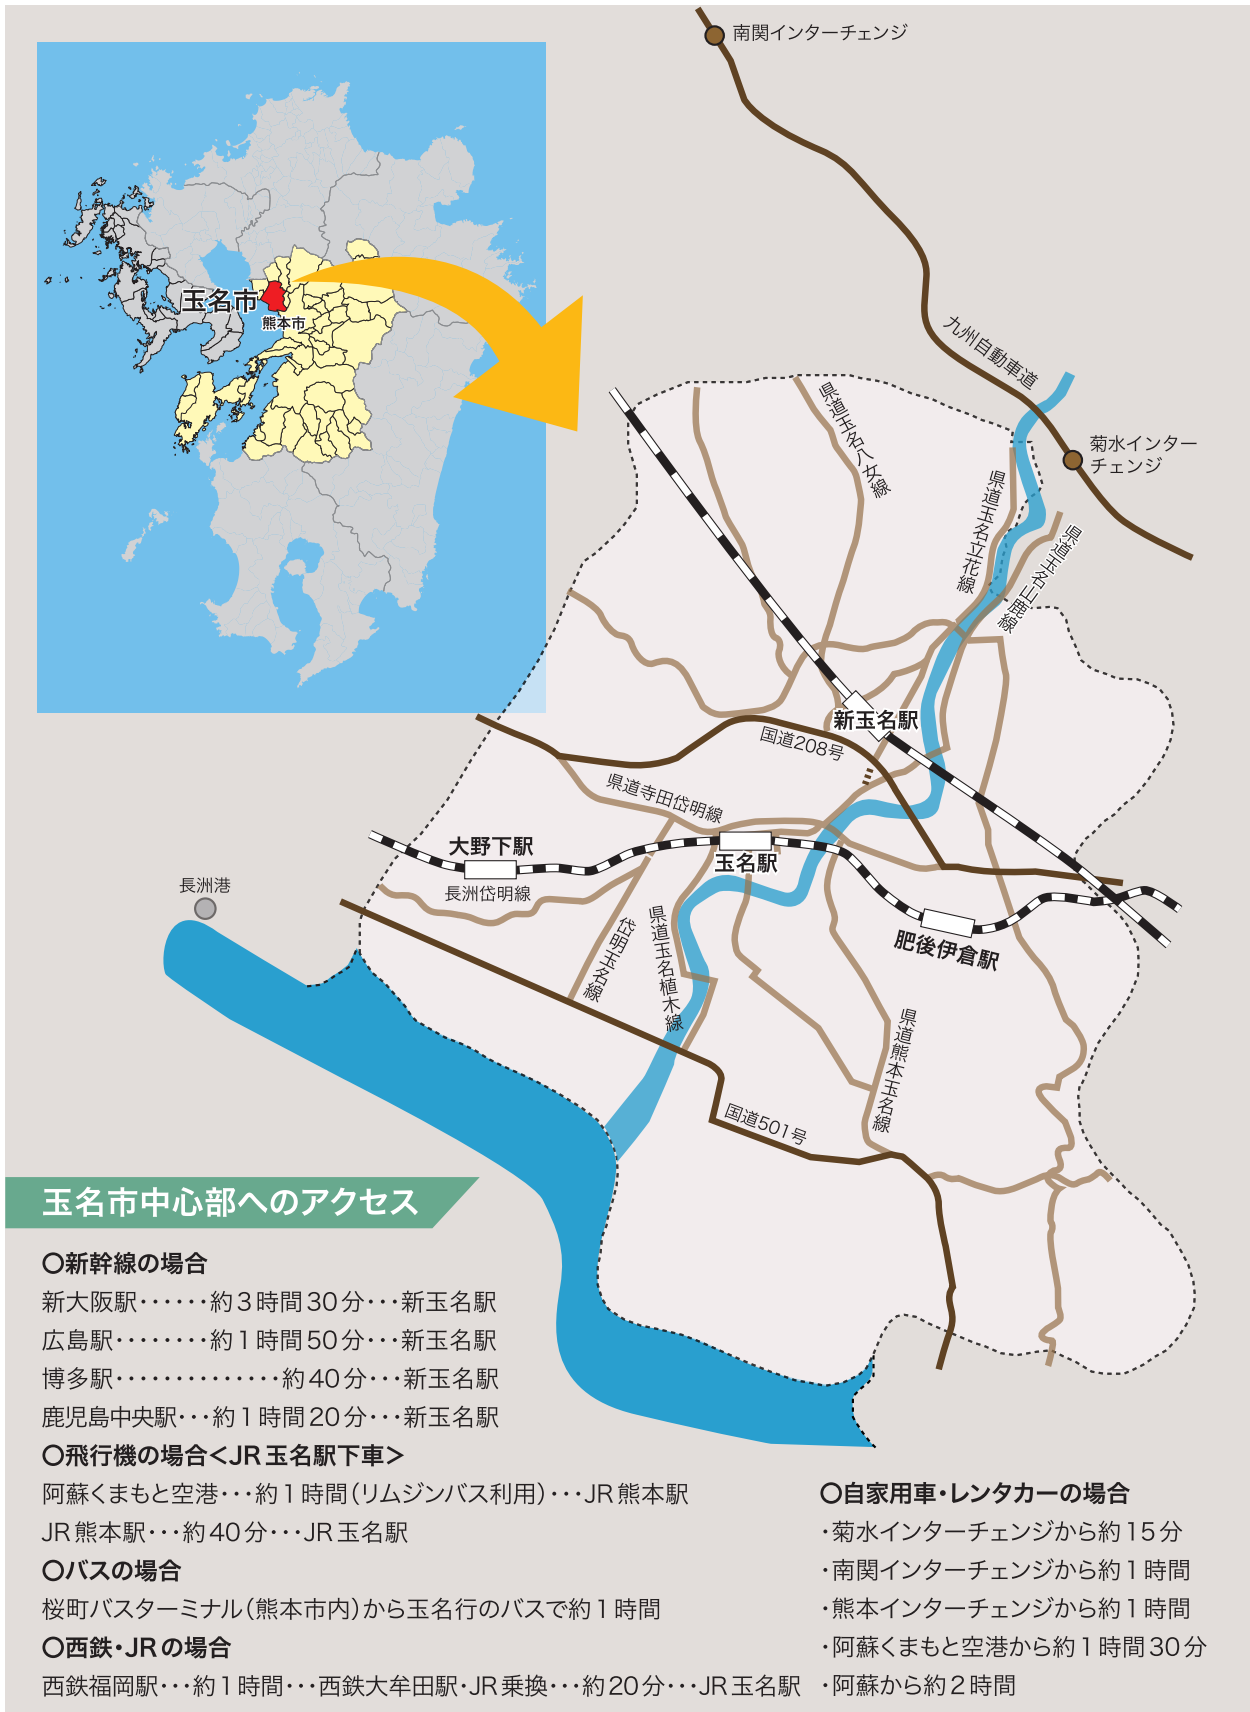 南関インターチェンジ
玉名市
熊本市
九州自動車道
菊水インター
チェンジ
県道玉名八女線
県道玉名立花線
県道玉名山鹿線
新玉名駅
国道208号
県道寺田岱明線
大野下駅
玉名駅
長洲港
長洲岱明線
岱明玉名線
県道玉名植木線
肥後伊倉駅
県道熊本玉名線
国道501号
玉名市中心部へのアクセス
〇新幹線の場合
新大阪駅‥‥‥約3時間30分…新玉名駅
広島駅‥‥‥‥約1時間50分…新玉名駅
博多駅‥‥‥‥‥‥‥約40分…新玉名駅
鹿児島中央駅…約1時間20分…新玉名駅
〇飛行機の場合＜JR玉名駅下車＞
阿蘇くまもと空港…約1時間（リムジンバス利用）…JR熊本駅
JR熊本駅…約40分…JR玉名駅
〇バスの場合
桜町バスターミナル（熊本市内）から玉名行のバスで約1時間
〇西鉄・JRの場合
西鉄福岡駅…約1時間…西鉄大牟田駅・JR乗換…約20分…JR玉名駅
〇自家用車・レンタカーの場合
・菊水インターチェンジから約15分
・南関インターチェンジから約1時間
・熊本インターチェンジから約1時間
・阿蘇くまもと空港から約1時間30分
・阿蘇から約2時間